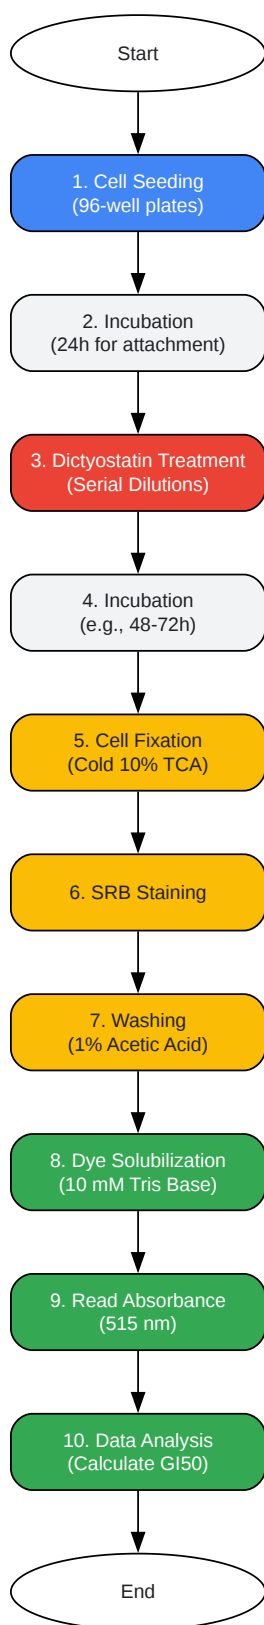 Start
1. Cell Seeding
(96-well plates)
2. Incubation
(24h for attachment)
3. Dictyostatin Treatment
(Serial Dilutions)
4. Incubation
(e.g., 48-72h)
5. Cell Fixation
(Cold 10% TCA)
6. SRB Staining
7. Washing
(1% Acetic Acid)
8. Dye Solubilization
(10 mM Tris Base)
9. Read Absorbance
(515 nm)
10. Data Analysis
(Calculate GI50)
End